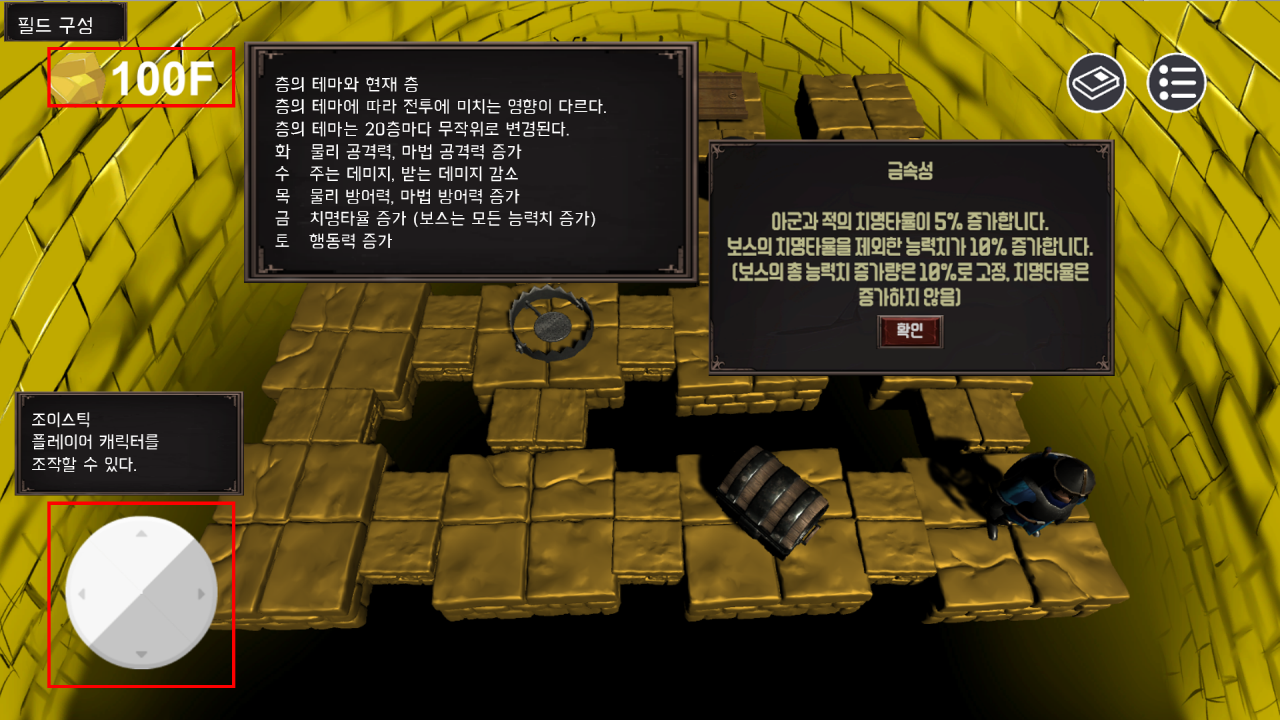 필드 구성
100F
층의 테마와 현재 층
층의 테마에 따라 전투에 미치는 영향이 다르다.
층의 테마는 20층마다 무작위로 변경된다.
화 물리 공격력, 마법 공격력 증가
수 주는 데미지, 받는 데미지 감소
목 물리 방어력, 마법 방어력 증가
금 치명타율 증가 (보스는 모든 능력치 증가)
토 행동력 증가
금속성
아군과 적의 치명타율이 5% 증가합니다.
보스의 치명타율을 제외한 능력치가 10% 증가합니다.
(보스의 총 능력치 증가량은 10%로 고정, 치명타율은
증가하지 않음)
확인
조이스틱
플레이어 캐릭터를
조작할 수 있다.